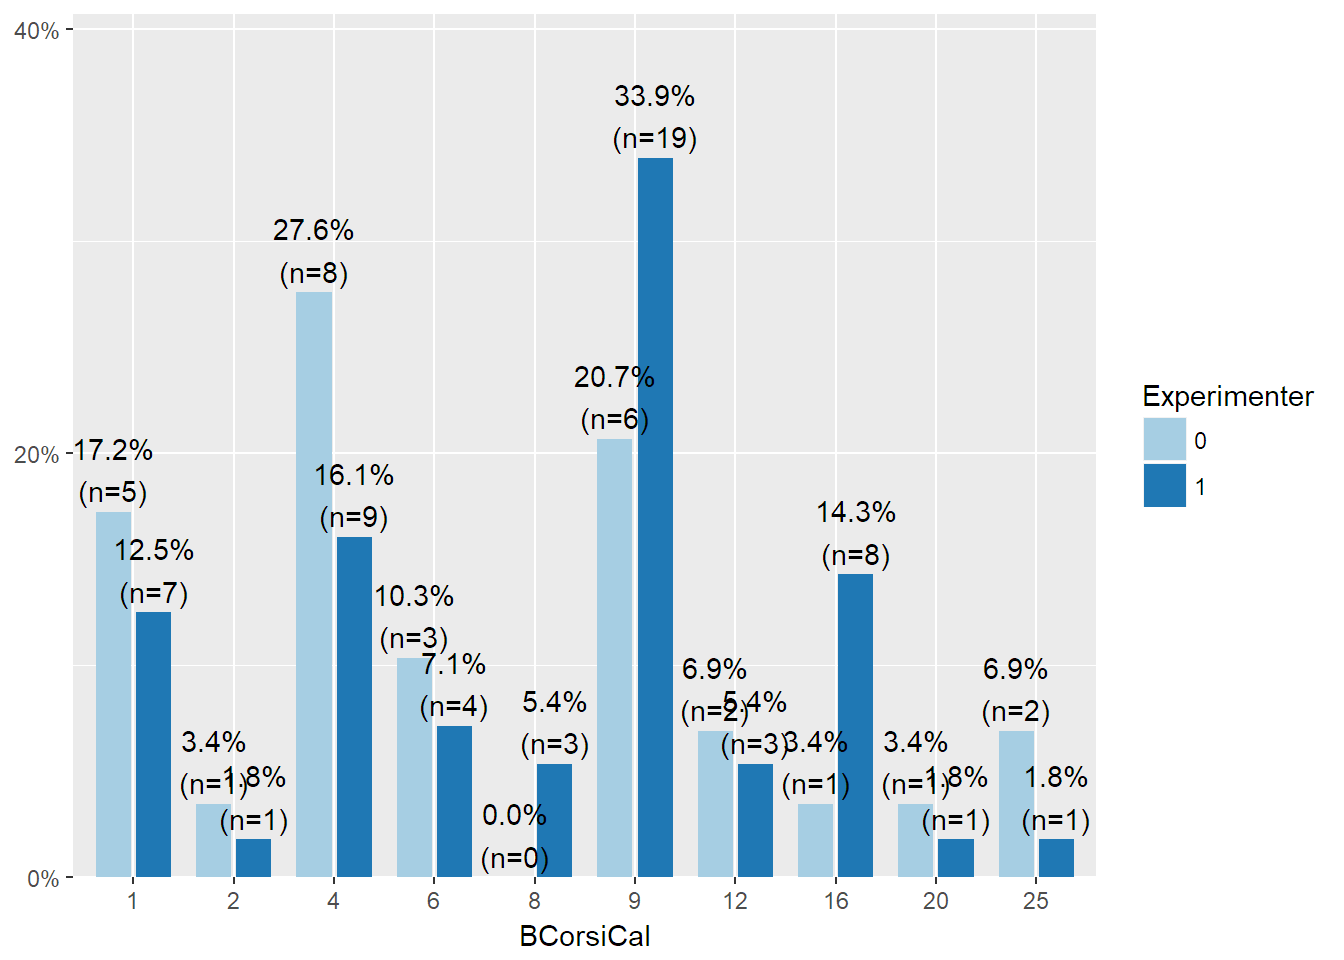 40%
20%
0%
17.2%
(n=5)
12.5%
(n=7)
3.4%
(n=1)
1.8%
(n=1)
27.6%
(n=8)
16.1%
(n=9)
10.3%
(n=3)
7.1%
(n=4)
0.0%
(n=0)
5.4%
(n=3)
20.7%
(n=6)
33.9%
(n=19)
6.9%
(n=2)
5.4%
(n=3)
3.4%
(n=1)
14.3%
(n=8)
3.4%
(n=1)
1.8%
(n=1)
6.9%
(n=2)
1.8%
(n=1)
1 2 4 6 8 9 12 16 20 25
BCorsiCal
Experimenter
0
1